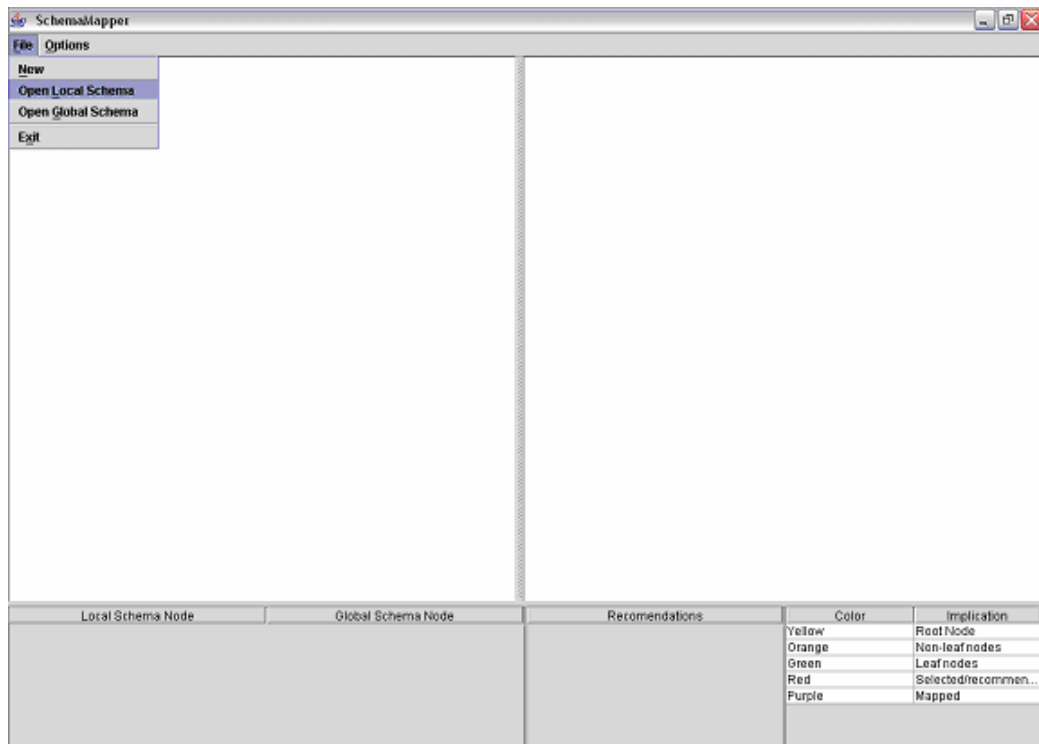 SchemaMapper
File Options
New
Open Local Schema
Open Global Schema
Exit
Local Schema Node Global Schema Node Recomendations Color Implication
Yellow Root Node
Orange Non-leaf nodes
Green Leaf nodes
Red Selected/recommen...
Purple Mapped